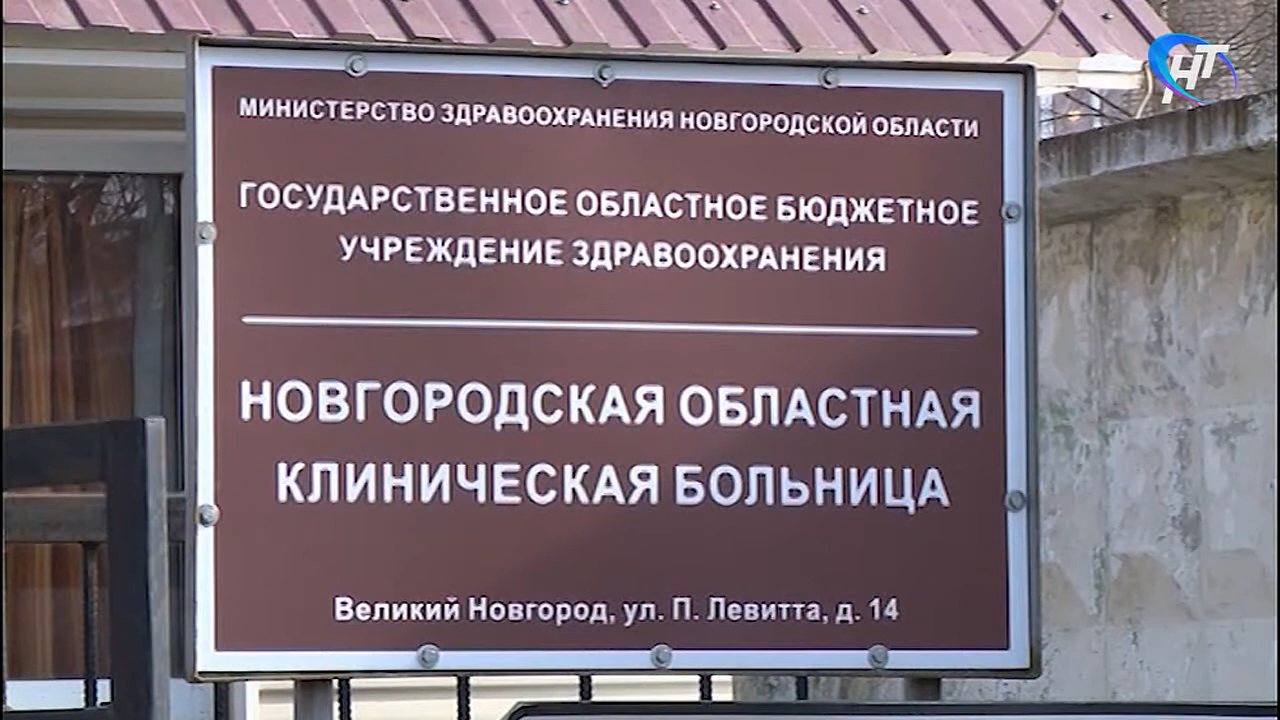 НТ
МИНИСТЕРСТВО ЗДРАВООХРАНЕНИЯ НОВГОРОДСКОЙ ОБЛАСТИ
ГОСУДАРСТВЕННОЕ ОБЛАСТНОЕ БЮДЖЕТНОЕ
УЧРЕЖДЕНИЕ ЗДРАВООХРАНЕНИЯ
НОВГОРОДСКАЯ ОБЛАСТНАЯ
КЛИНИЧЕСКАЯ БОЛЬНИЦА
Великий Новгород, ул. П. Левитта, д. 14